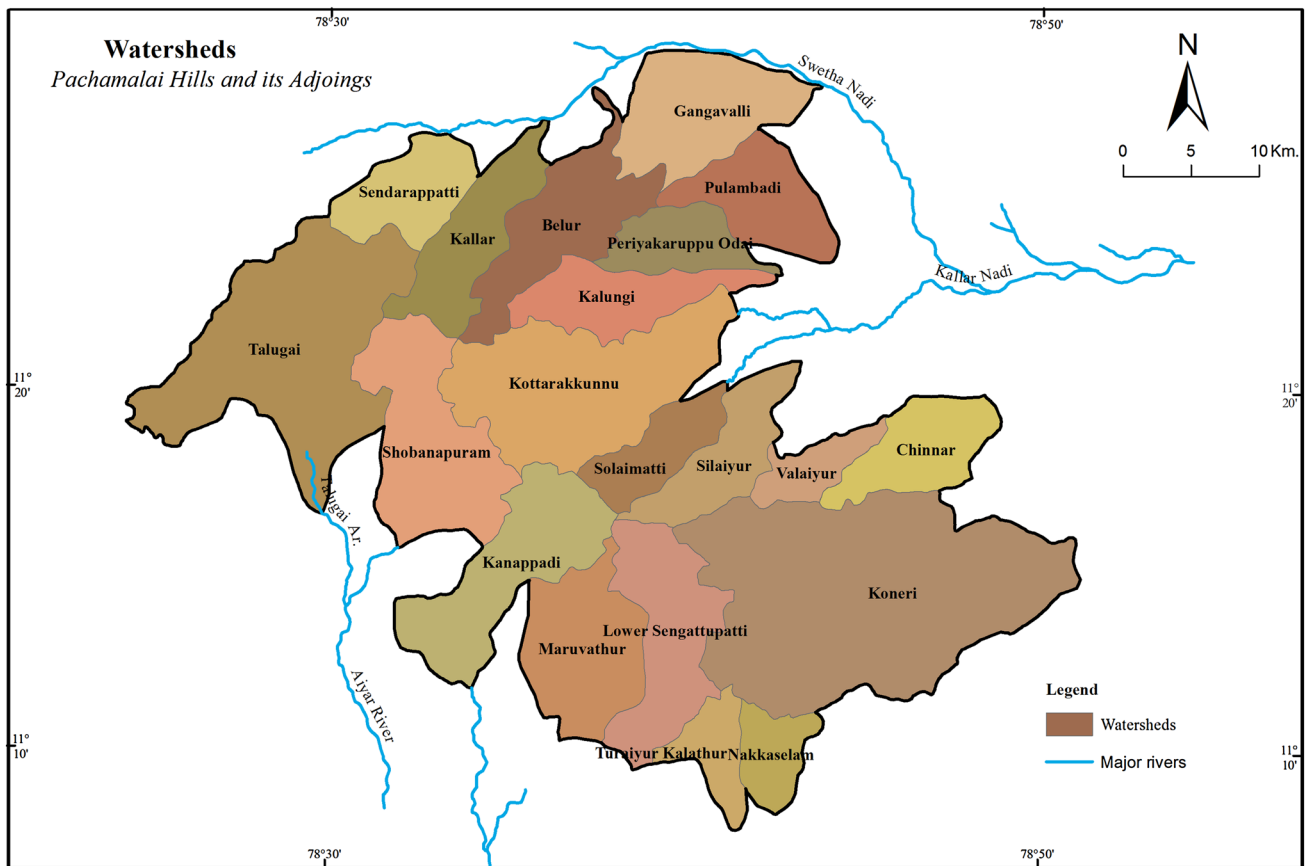 78°30'
78°50'
Watersheds
Pachamalai Hills and its Adjoings
N
Swetha Nadi
0 5 10 Km.
Gangavalli
Sendarappatti
Pulambadi
Kallar
Belur
Periyakaruppu Odai
Kallar Nadi
Kalungi
Talugai
11°
20'
11°
20'
Kottarakkunnu
Shobanapuram
Solaimatti
Silaiyur
Valaiyur
Chinnar
Talugai Ar.
Kanappadi
Koneri
Lower Sengattupatti
Maruvathur
Aiyar River
Legend
Watersheds
Major rivers
11°
10'
11°
10'
Turaiyur Kalathur
Nakkaselam
78°30'
78°50'